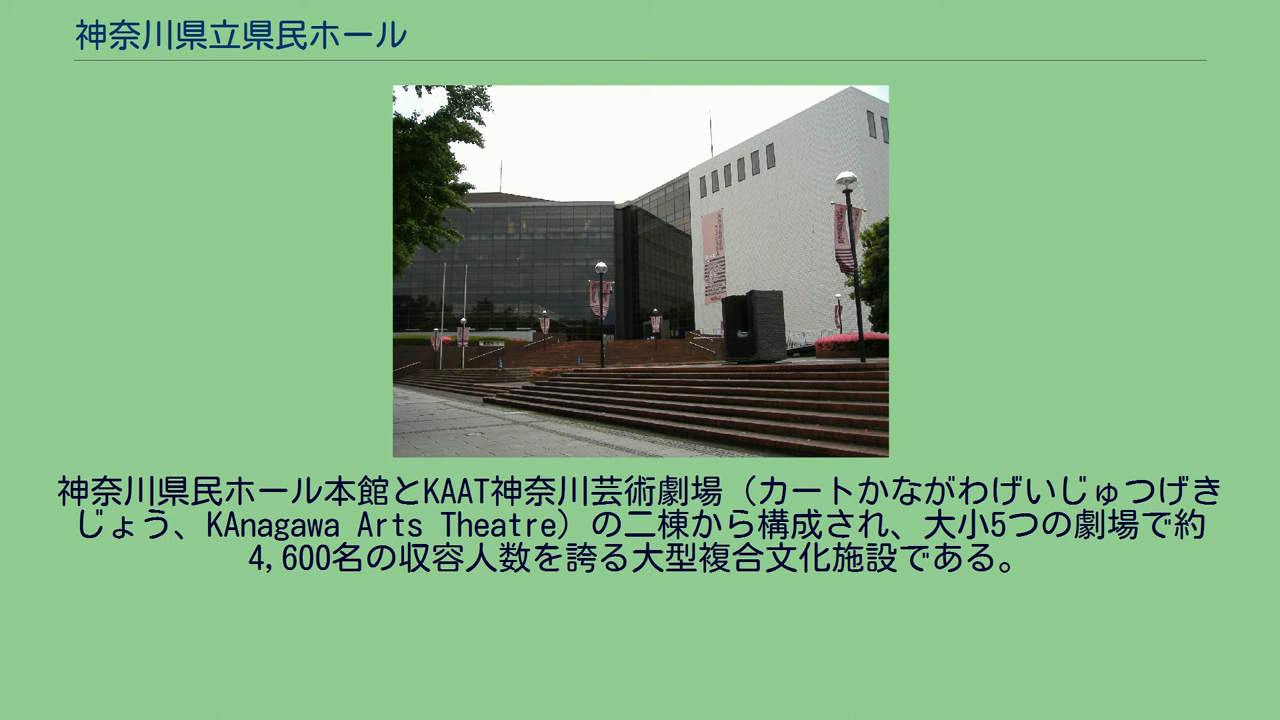 神奈川県立県民ホール
神奈川県民ホール本館とKAAT神奈川芸術劇場（カートかながわげいじゅつげき
じょう、KAnagawa Arts Theatre）の二棟から構成され、大小5つの劇場で約
4,600名の収容人数を誇る大型複合文化施設である。